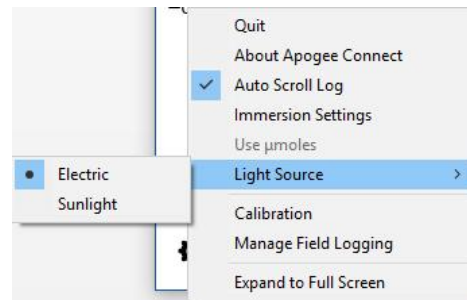 Quit
About Apogee Connect
Auto Scroll Log
Immersion Settings
Use µmoles
Light Source
Electric
Sunlight
Calibration
Manage Field Logging
Expand to Full Screen